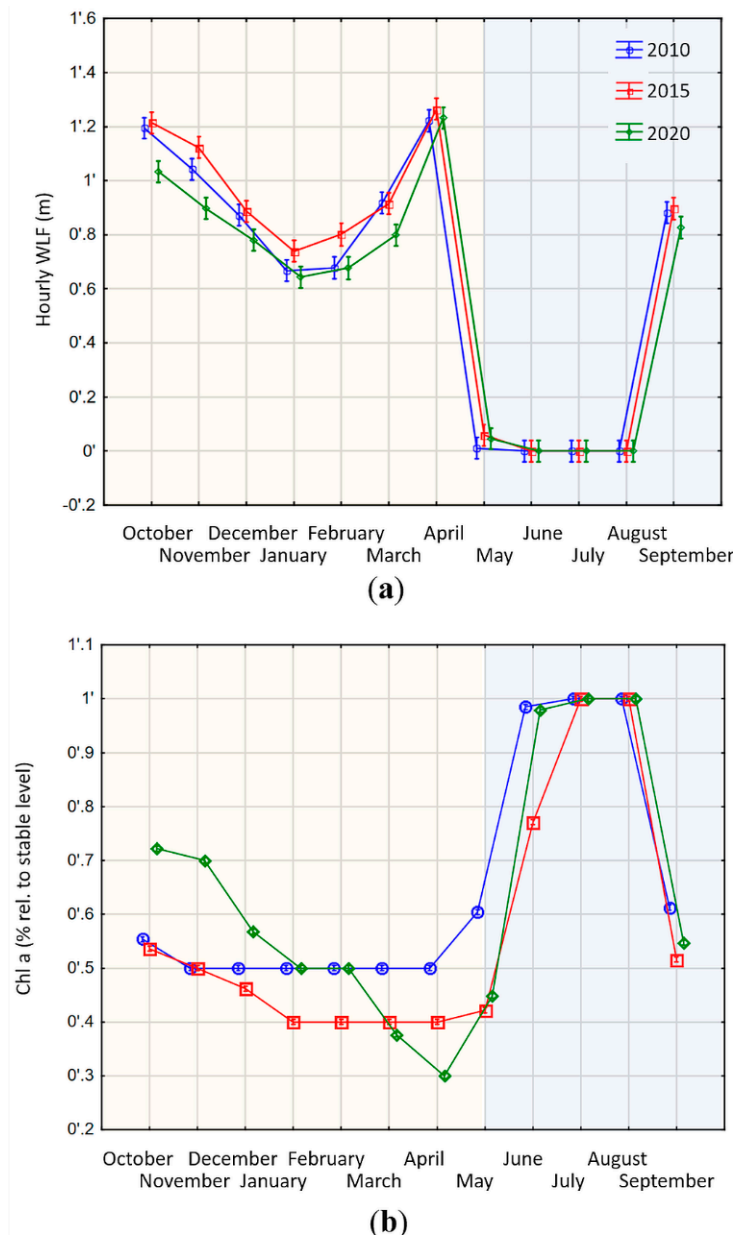 1'.6
1'.4
1'.2
1'
0'.8
0'.6
0'.4
0'.2
0'
-0'.2
Hourly WLF (m)
2010
2015
2020
October December February April June August
November January March May July September
(a)
1'.1
1'
0'.9
0'.8
0'.7
0'.6
0'.5
0'.4
0'.3
0'.2
Chl a (% rel. to stable level)
October December February April June August
November January March May July September
(b)